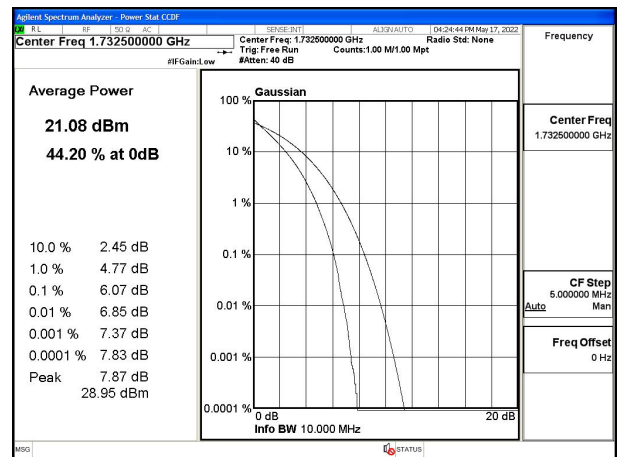 Agilent Spectrum Analyzer - Power Stat CCDF
RL RF 50 Ω AC SENSE:INT ALIGN AUTO 04:24:44 PM May 17, 2022
Center Freq 1.732500000 GHz
Center Freq: 1.732500000 GHz Radio Std: None
Trig: Free Run Counts:1.00 M/1.00 Mpt
#IFGain:Low #Atten: 40 dB
Frequency
Average Power
21.08 dBm
44.20 % at 0dB
10.0 % 2.45 dB
1.0 % 4.77 dB
0.1 % 6.07 dB
0.01 % 6.85 dB
0.001 % 7.37 dB
0.0001 % 7.83 dB
Peak 7.87 dB
28.95 dBm
Gaussian
100 %
10 %
1 %
0.1 %
0.01 %
0.001 %
0.0001 %
0 dB 20 dB
Info BW 10.000 MHz
Center Freq
1.732500000 GHz
CF Step
5.000000 MHz
Auto Man
Freq Offset
0 Hz
MSG STATUS